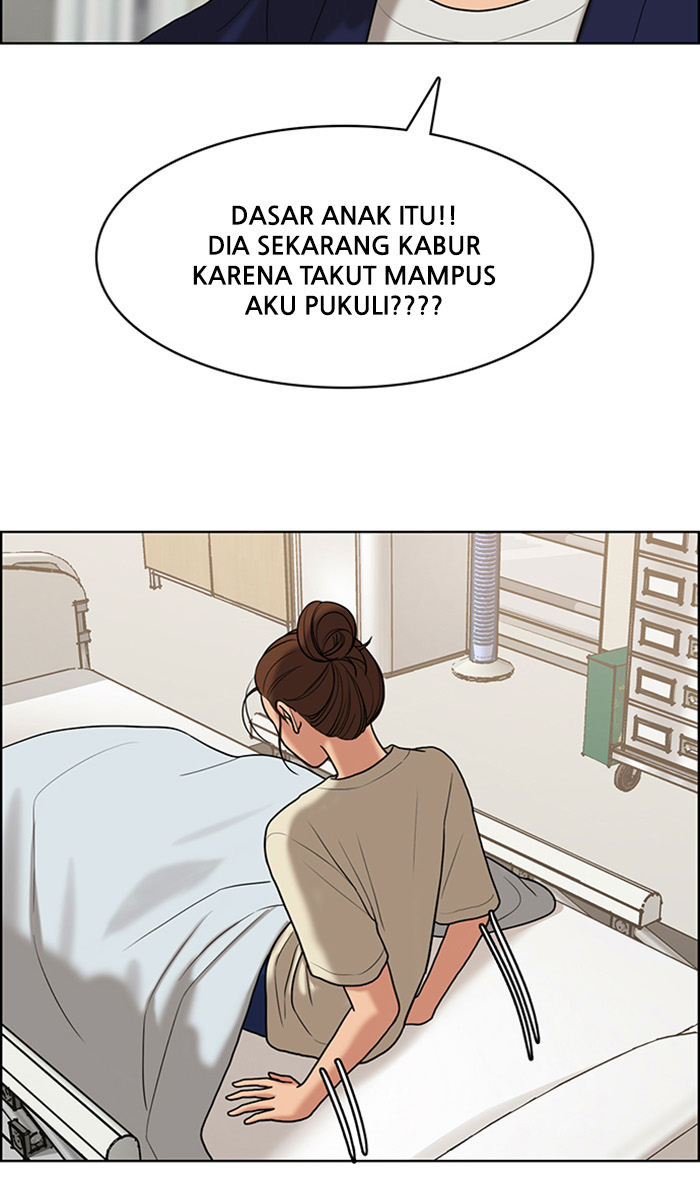 DASAR ANAK ITU!!
DIA SEKARANG KABUR
KARENA TAKUT MAMPUS
AKU PUKULI????